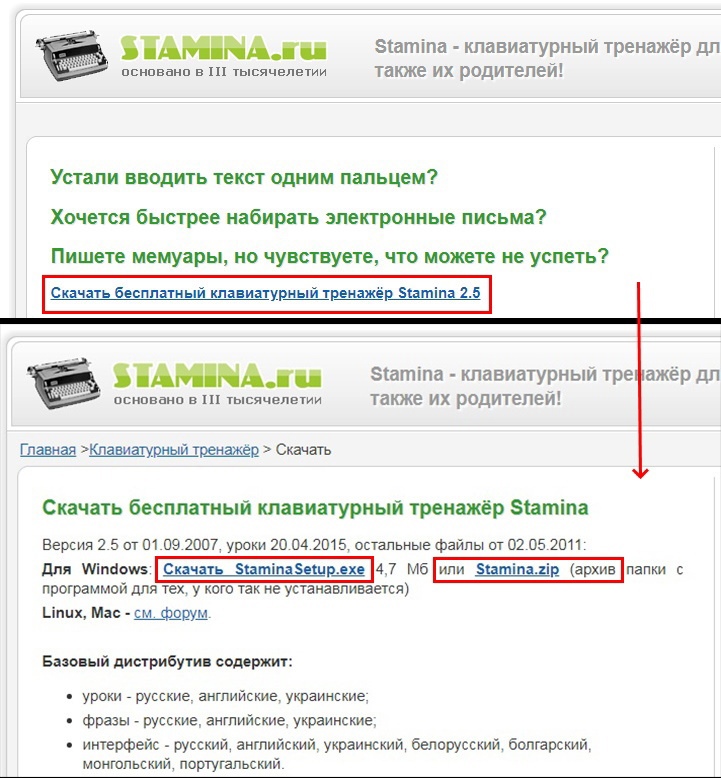 STAMINA.ru
основано в III тысячелетии
Stamina - клавиатурный тренажёр дл
также их родителей!
Устали вводить текст одним пальцем?
Хочется быстрее набирать электронные письма?
Пишете мемуары, но чувствуете, что можете не успеть?
Скачать бесплатный клавиатурный тренажёр Stamina 2.5
STAMINA.ru
основано в III тысячелетии
Stamina - клавиатурный тренажёр дл
также их родителей!
Главная >Клавиатурный тренажёр > Скачать
Скачать бесплатный клавиатурный тренажёр Stamina
Версия 2.5 от 01.09.2007, уроки 20.04.2015, остальные файлы от 02.05.2011:
Для Windows: Скачать StaminaSetup.exe 4,7 Мб или Stamina.zip (архив папки с
программой для тех, у кого так не устанавливается)
Linux, Mac - см. форум.
Базовый дистрибутив содержит:
• уроки - русские, английские, украинские;
• фразы - русские, английские, украинские;
• интерфейс - русский, английский, украинский, белорусский, болгарский,
монгольский, португальский.